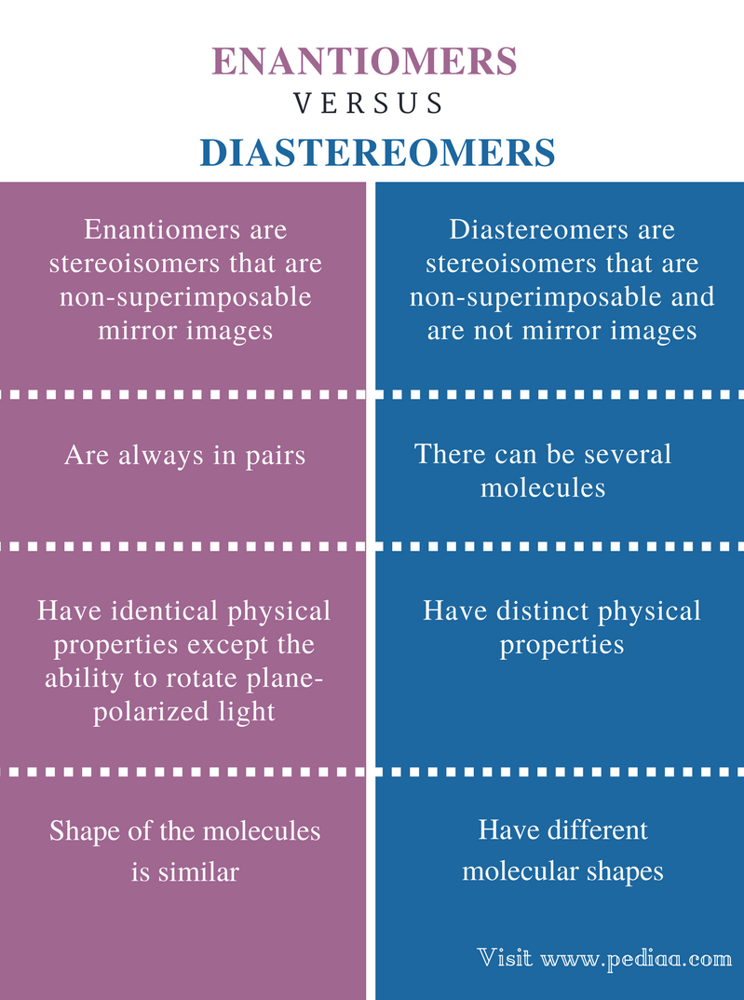 ENANTIOMERS
VERSUS
DIASTEREOMERS
Enantiomers are
stereoisomers that are
non-superimposable
mirror images
Diastereomers are
stereoisomers that are
non-superimposable and
are not mirror images
Are always in pairs
There can be several
molecules
Have identical physical
properties except the
ability to rotate plane-
polarized light
Have distinct physical
properties
Shape of the molecules
is similar
Have different
molecular shapes
Visit www.pediaa.com